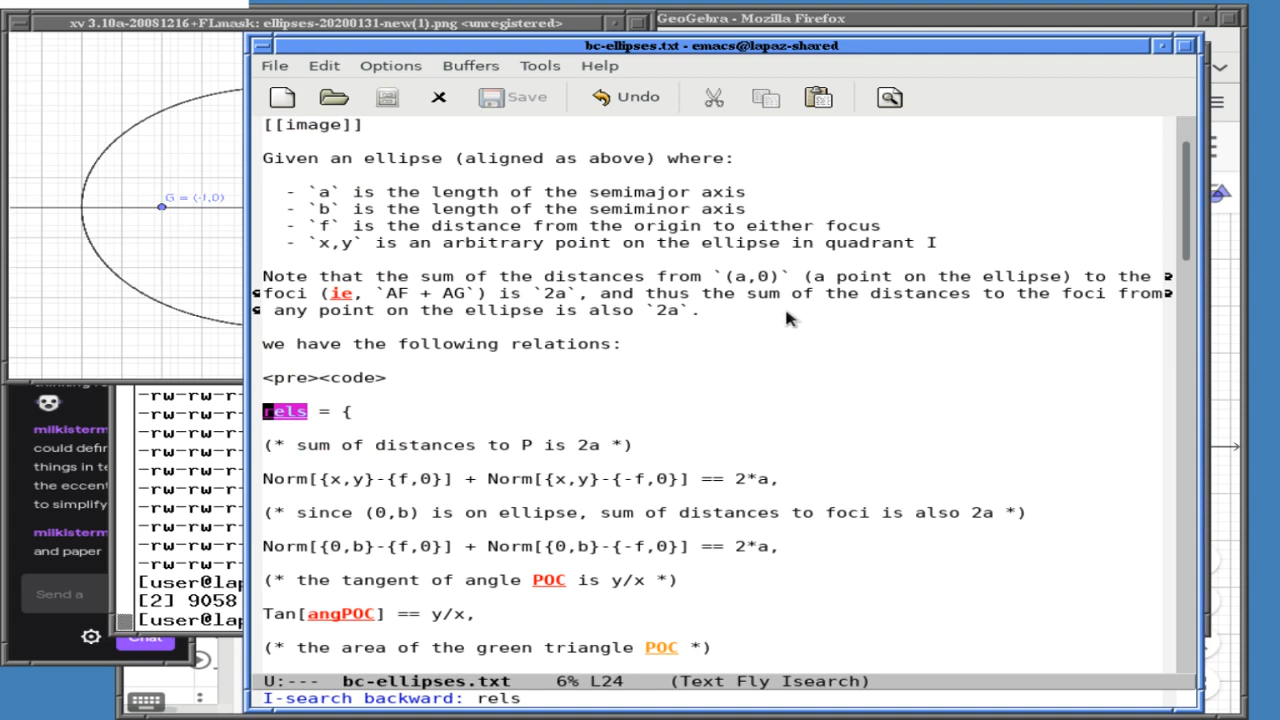 xv 3.10a-20081216+FLmask: ellipses-20200131-new(1).png <unregistered>
GeoGebra - Mozilla Firefox
bc-ellipses.txt - emacs@lapaz-shared
File Edit Options Buffers Tools Help
Save Undo
[[image]]
Given an ellipse (aligned as above) where:
- `a` is the length of the semimajor axis
- `b` is the length of the semiminor axis
- `f` is the distance from the origin to either focus
- `x,y` is an arbitrary point on the ellipse in quadrant I
Note that the sum of the distances from `(a,0)` (a point on the ellipse) to the
foci (ie, `AF + AG`) is `2a`, and thus the sum of the distances to the foci from
any point on the ellipse is also `2a`.
we have the following relations:
<pre><code>
rels = {
(* sum of distances to P is 2a *)
Norm[{x,y}-{f,0}] + Norm[{x,y}-{-f,0}] == 2*a,
(* since (0,b) is on ellipse, sum of distances to foci is also 2a *)
Norm[{0,b}-{f,0}] + Norm[{0,b}-{-f,0}] == 2*a,
(* the tangent of angle POC is y/x *)
Tan[angPOC] == y/x,
(* the area of the green triangle POC *)
U:--- bc-ellipses.txt 6% L24 (Text Fly Isearch)
I-search backward: rels
G = (-1,0)
milkisterm
could defin
things in te
the eccent
to simplify
milkisterm
and paper
Send a
Chat
-rw-rw-r-
-rw-rw-r-
-rw-rw-r-
-rw-rw-r-
-rw-rw-r-
-rw-rw-r-
-rw-rw-r-
-rw-rw-r-
-rw-rw-r-
-rw-rw-r-
[user@lap
[2] 9058
[user@lap